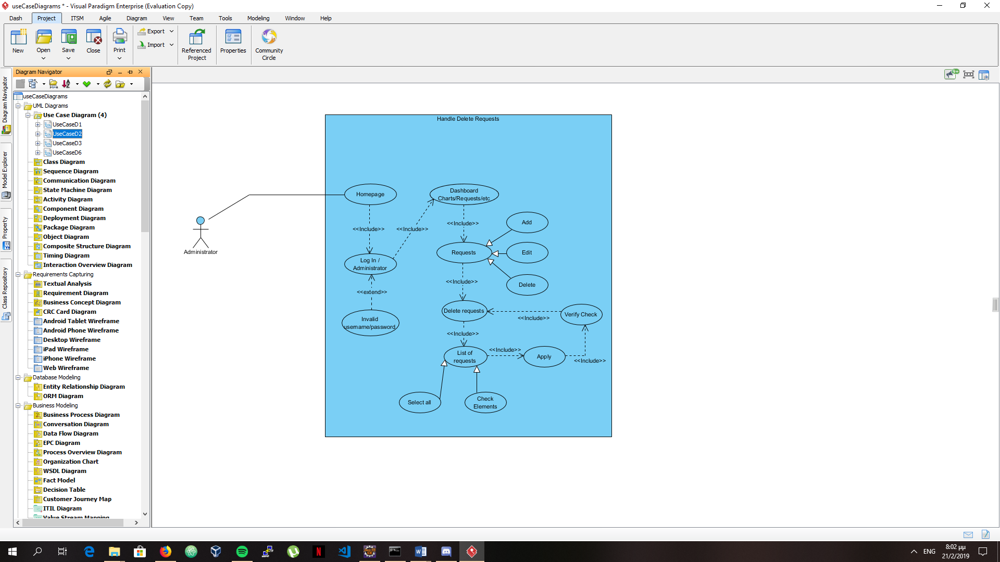 useCaseDiagrams * - Visual Paradigm Enterprise (Evaluation Copy)
Dash Project ITSM Agile Diagram View Team Tools Modeling Window Help
New
Open
Save
Close
Print
Export
Import
Referenced
Project
Properties
Community
Circle
Diagram Navigator
9+
Diagram Navigator
Model Explorer
Property
Class Repository
useCaseDiagrams
UML Diagrams
Use Case Diagram (4)
UseCaseD1
UseCaseD2
UseCaseD3
UseCaseD6
Class Diagram
Sequence Diagram
Communication Diagram
State Machine Diagram
Activity Diagram
Component Diagram
Deployment Diagram
Package Diagram
Object Diagram
Composite Structure Diagram
Timing Diagram
Interaction Overview Diagram
Requirements Capturing
Textual Analysis
Requirement Diagram
Business Concept Diagram
CRC Card Diagram
Android Tablet Wireframe
Android Phone Wireframe
Desktop Wireframe
iPad Wireframe
iPhone Wireframe
Web Wireframe
Database Modeling
Entity Relationship Diagram
ORM Diagram
Business Modeling
Business Process Diagram
Conversation Diagram
Data Flow Diagram
EPC Diagram
Process Overview Diagram
Organization Chart
WSDL Diagram
Fact Model
Decision Table
Customer Journey Map
ITIL Diagram
Value Stream Mapping
Handle Delete Requests
Homepage
Dashboard
Charts/Requests/etc
Administrator
<<Include>>
<<Include>>
<<Include>>
Add
Requests
Edit
Log In /
Administrator
<<Include>>
Delete
<<extend>>
Invalid
username/password
Delete requests
<<Include>>
Verify Check
<<Include>>
List of
requests
<<Include>>
Apply
<<Include>>
Select all
Check
Elements
ENG
8:02 μμ
21/2/2019